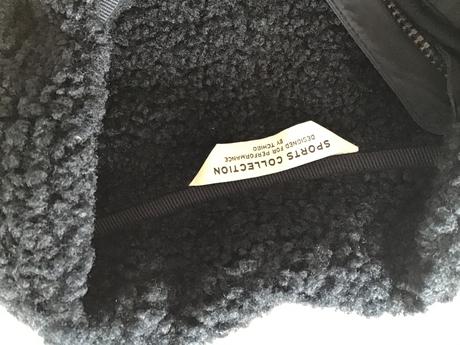 SPORTS COLLECTION
DESIGNED FOR PERFORMANCE
BY TCHIBO